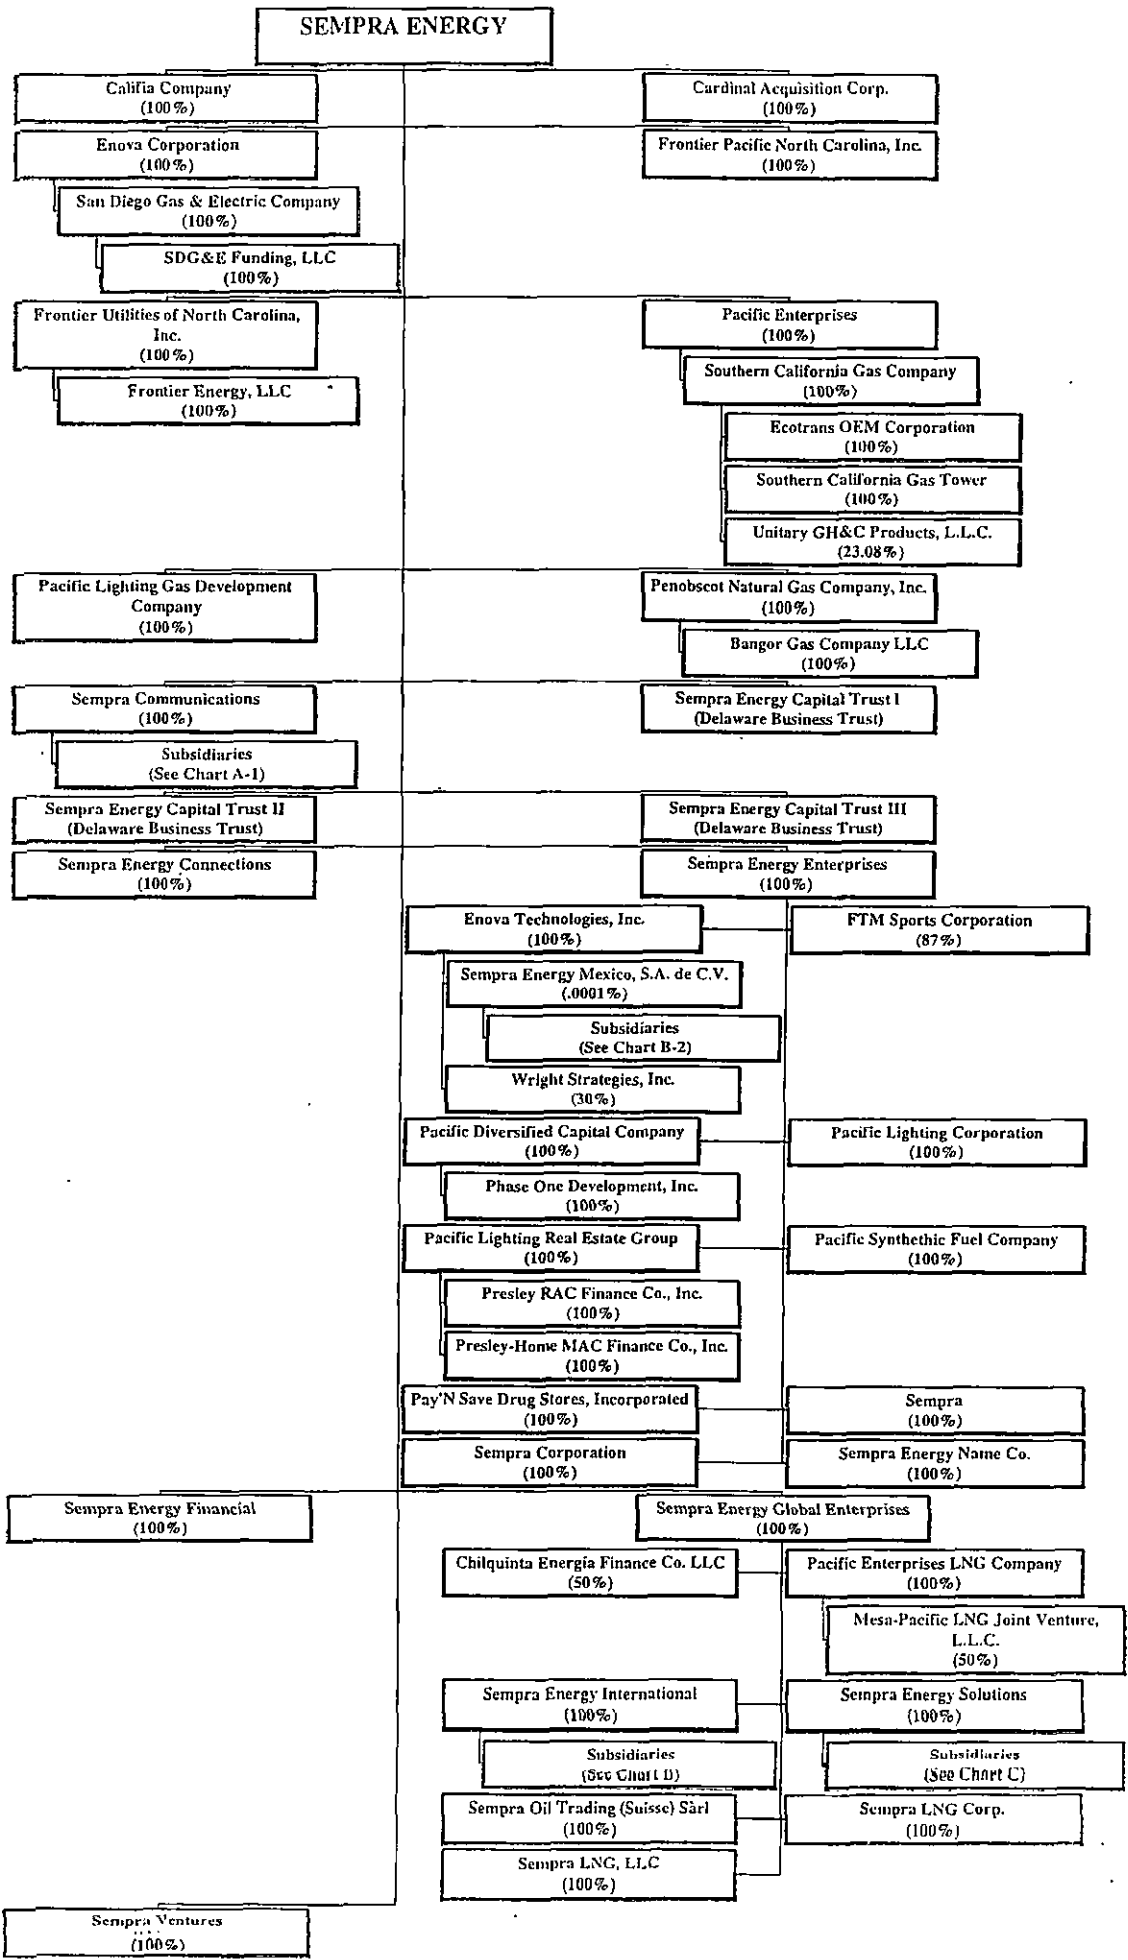 SEMPRA ENERGY
Califia Company
(100%)
Cardinal Acquisition Corp.
(100%)
Enova Corporation
(100%)
Frontier Pacific North Carolina, Inc.
(100%)
San Diego Gas & Electric Company
(100%)
SDG&E Funding, LLC
(100%)
Frontier Utilities of North Carolina,
Inc.
(100%)
Pacific Enterprises
(100%)
Frontier Energy, LLC
(100%)
Southern California Gas Company
(100%)
Ecotrans OEM Corporation
(100%)
Southern California Gas Tower
(100%)
Unitary GH&C Products, L.L.C.
(23.08%)
Pacific Lighting Gas Development
Company
(100%)
Penobscot Natural Gas Company, Inc.
(100%)
Bangor Gas Company LLC
(100%)
Sempra Communications
(100%)
Sempra Energy Capital Trust I
(Delaware Business Trust)
Subsidiaries
(See Chart A-1)
Sempra Energy Capital Trust II
(Delaware Business Trust)
Sempra Energy Capital Trust III
(Delaware Business Trust)
Sempra Energy Connections
(100%)
Sempra Energy Enterprises
(100%)
Enova Technologies, Inc.
(100%)
FTM Sports Corporation
(87%)
Sempra Energy Mexico, S.A. de C.V.
(.0001%)
Subsidiaries
(See Chart B-2)
Wright Strategies, Inc.
(30%)
Pacific Diversified Capital Company
(100%)
Pacific Lighting Corporation
(100%)
Phase One Development, Inc.
(100%)
Pacific Lighting Real Estate Group
(100%)
Pacific Synthethic Fuel Company
(100%)
Presley RAC Finance Co., Inc.
(100%)
Presley-Home MAC Finance Co., Inc.
(100%)
Pay'N Save Drug Stores, Incorporated
(100%)
Sempra
(100%)
Sempra Corporation
(100%)
Sempra Energy Name Co.
(100%)
Sempra Energy Financial
(100%)
Sempra Energy Global Enterprises
(100%)
Chilquinta Energía Finance Co. LLC
(50%)
Pacific Enterprises LNG Company
(100%)
Mesa-Pacific LNG Joint Venture,
L.L.C.
(50%)
Sempra Energy International
(100%)
Sempra Energy Solutions
(100%)
Subsidiaries
(See Chart B)
Subsidiaries
(See Chart C)
Sempra Oil Trading (Suisse) Sàrl
(100%)
Sempra LNG Corp.
(100%)
Sempra LNG, LLC
(100%)
Sempra Ventures
(100%)